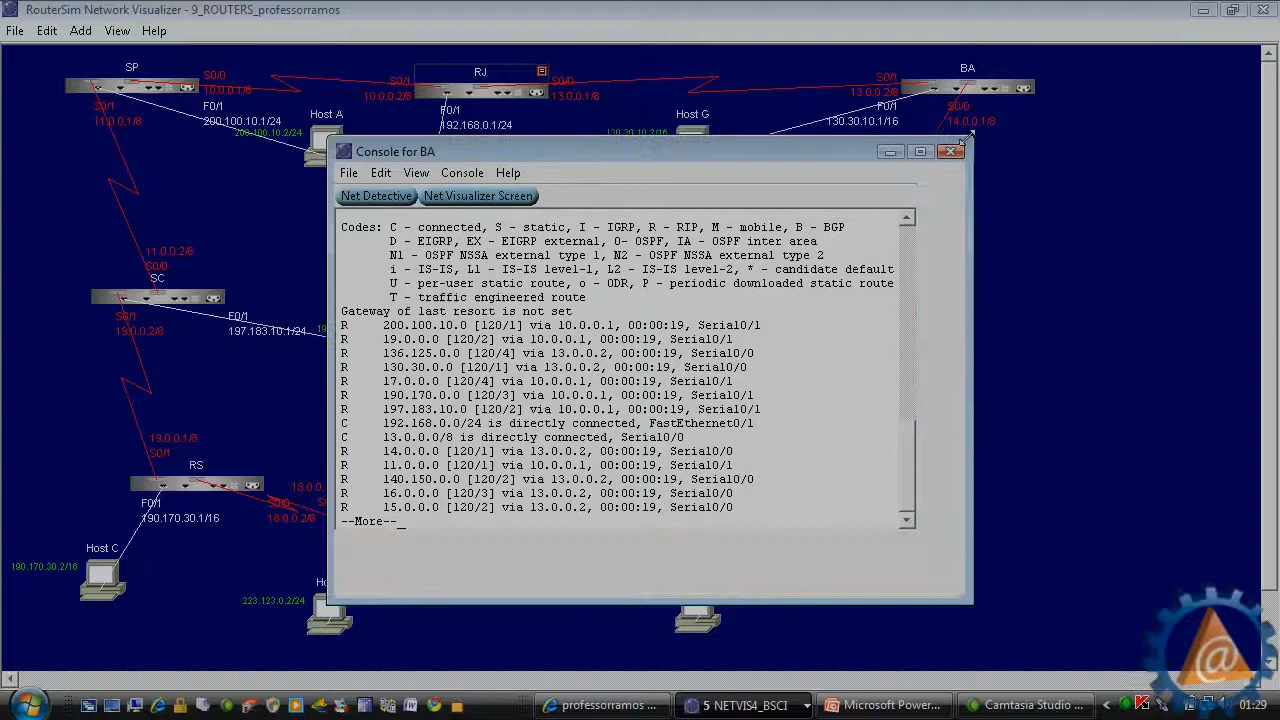 RouterSim Network Visualizer - 9_ROUTERS_professorramos
File Edit Add View Help
SP
RJ
BA
S0/0
10.0.0.1/8
S0/1
10.0.0.2/8
S0/0
13.0.0.1/8
S0/1
13.0.0.2/8
S0/1
11.0.0.1/8
F0/1
200.100.10.1/24
200.100.10.2/24
Host A
F0/1
192.168.0.1/24
Host G
130.30.10.2/16
F0/1
130.30.10.1/16
S0/0
14.0.0.1/8
Console for BA
File Edit View Console Help
Net Detective Net Visualizer Screen
Codes: C - connected, S - static, I - IGRP, R - RIP, M - mobile, B - BGP
D - EIGRP, EX - EIGRP external, O- OSPF, IA - OSPF inter area
N1 - OSPF NSSA external type 1, N2 - OSPF NSSA external type 2
i - IS-IS, L1 - IS-IS level-1, L2 - IS-IS level-2, * - candidate default
U - per-user static route, o - ODR, P - periodic downloaded static route
T - traffic engineered route
Gateway of last resort is not set
R 200.100.10.0 [120/1] via 10.0.0.1, 00:00:19, Serial0/1
R 19.0.0.0 [120/2] via 10.0.0.1, 00:00:19, Serial0/1
R 136.125.0.0 [120/4] via 13.0.0.2, 00:00:19, Serial0/0
R 130.30.0.0 [120/1] via 13.0.0.2, 00:00:19, Serial0/0
R 17.0.0.0 [120/4] via 10.0.0.1, 00:00:19, Serial0/1
R 190.170.0.0 [120/3] via 10.0.0.1, 00:00:19, Serial0/1
R 197.183.10.0 [120/2] via 10.0.0.1, 00:00:19, Serial0/1
C 192.168.0.0/24 is directly connected, FastEthernet0/1
C 13.0.0.0/8 is directly connected, Serial0/0
R 14.0.0.0 [120/1] via 13.0.0.2, 00:00:19, Serial0/0
R 11.0.0.0 [120/1] via 10.0.0.1, 00:00:19, Serial0/1
R 140.150.0.0 [120/2] via 13.0.0.2, 00:00:19, Serial0/0
R 16.0.0.0 [120/3] via 13.0.0.2, 00:00:19, Serial0/0
R 15.0.0.0 [120/2] via 13.0.0.2, 00:00:19, Serial0/0
--More--_
11.0.0.2/8
S0/0
SC
S0/1
19.0.0.2/8
F0/1
197.183.10.1/24
19.0.0.1/8
S0/1
RS
F0/1
190.170.30.1/16
18.0.0
S0/0
18.0.0.2/8
Host C
190.170.30.2/16
223.123.0.2/24
@
professorramos ... 5 NETVIS4_BSCI Microsoft Power... Camtasia Studio ... 01:29